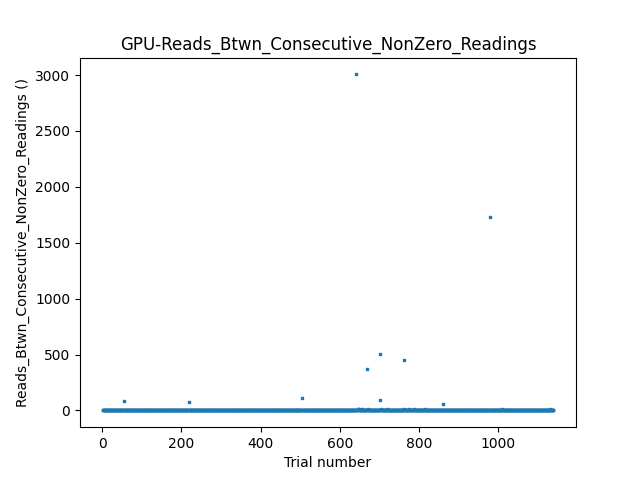 GPU-Reads_Btwn_Consecutive_NonZero_Readings
Reads_Btwn_Consecutive_NonZero_Readings ()
3000
2500
2000
1500
1000
500
0
0 200 400 600 800 1000
Trial number